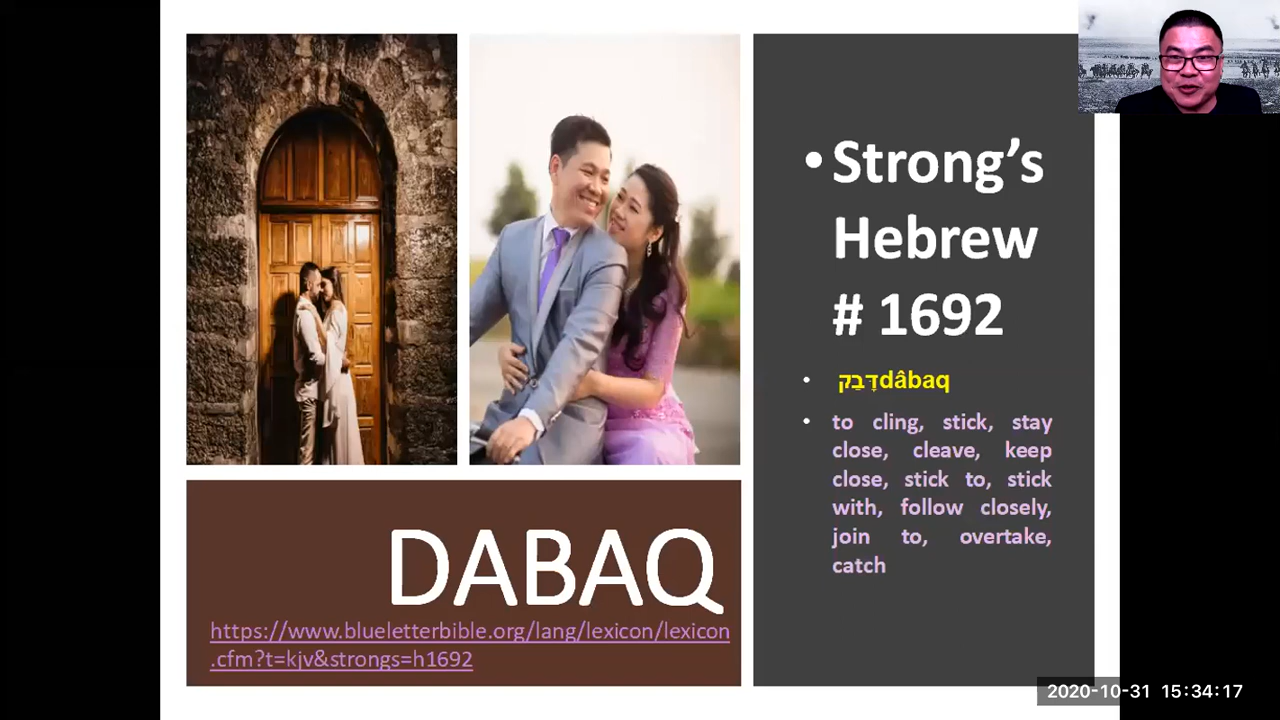 •Strong’s
Hebrew
# 1692
• דָּבַק dâbaq
• to cling, stick, stay
close, cleave, keep
close, stick to, stick
with, follow closely,
join to, overtake,
catch
DABAQ
https://www.blueletterbible.org/lang/lexicon/lexicon
.cfm?t=kjv&strongs=h1692
2020-10-31 15:34:17